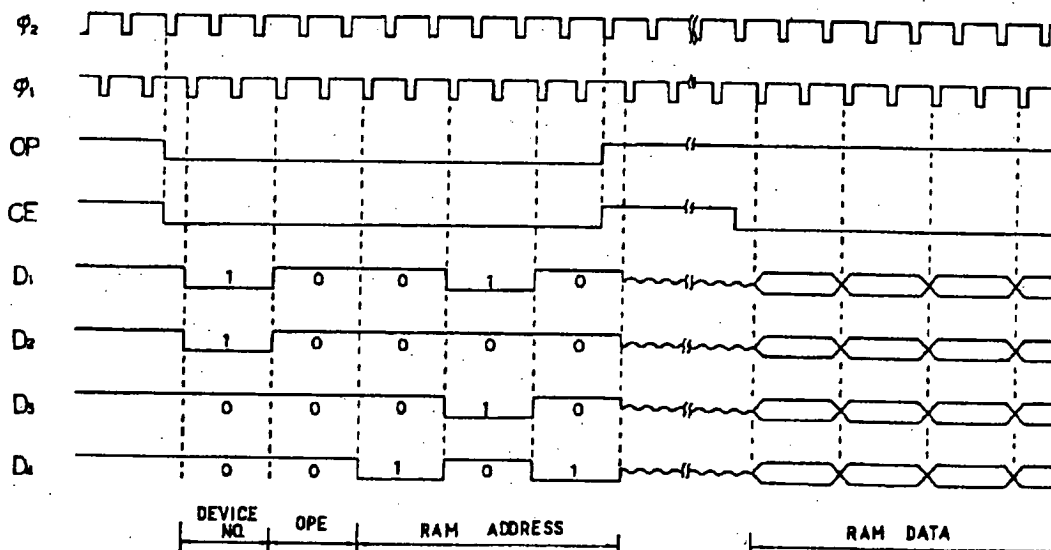 φ₂
φ₁
OP
CE
D₁ 1 0 0 1 0
D₂ 1 0 0 0 0
D₃ 0 0 0 1 0
D₄ 0 0 1 0 1
DEVICE NO. OPE RAM ADDRESS RAM DATA